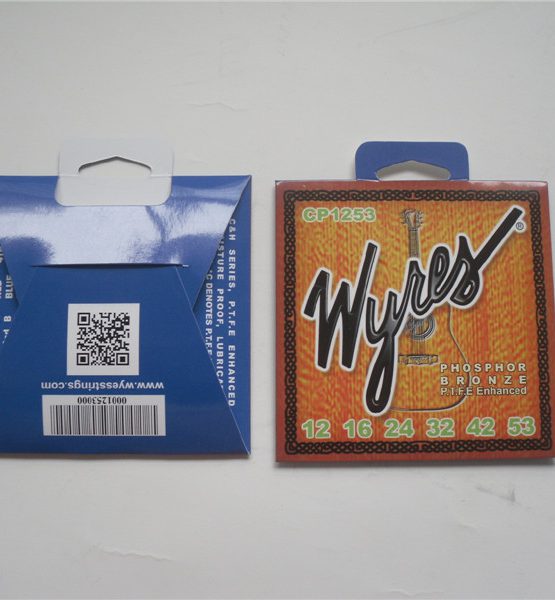 C&H SERIES, P.T.F.E ENHANCED
MOISTURE PROOF, LUBRICA
C DENOTES P.T.F.E
www.wyesstrings.com
0001253000
CP1253
Wyres®
PHOSPHOR
BRONZE
P.T.F.E Enhanced
12 16 24 32 42 53